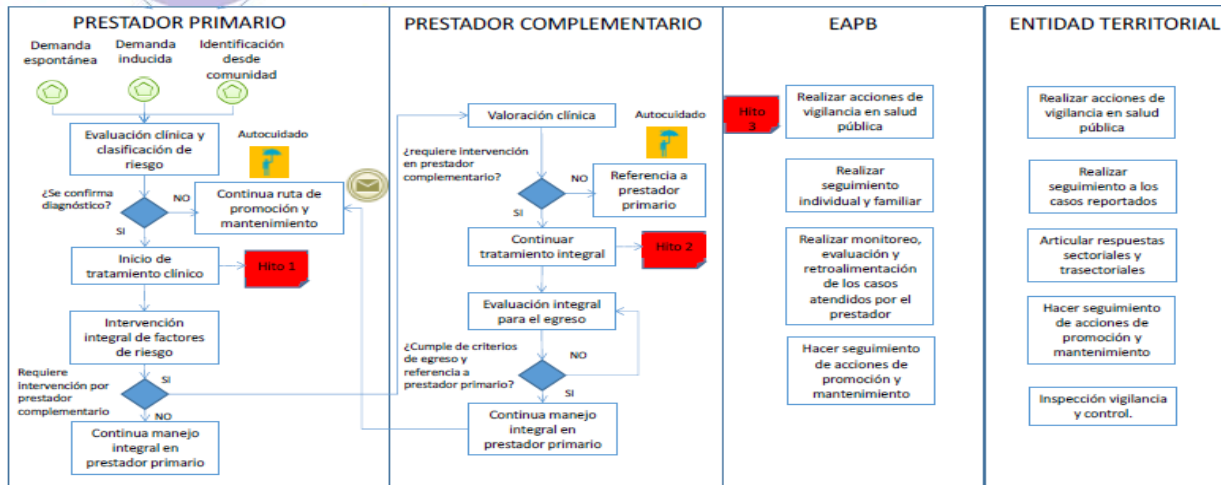 PRESTADOR PRIMARIO
Demanda
espontánea
Demanda
inducida
Identificación
desde
comunidad
Evaluación clínica y
clasificación de
riesgo
Autocuidado
¿Se confirma
diagnóstico?
NO
Continua ruta de
promoción y
mantenimiento
SI
Inicio de
tratamiento clínico
Hito 1
Intervención
integral de factores
de riesgo
Requiere
intervención por
prestador
complementario
SI
NO
Continua manejo
integral en
prestador primario
PRESTADOR COMPLEMENTARIO
Valoración clínica
Autocuidado
¿requiere intervención
en prestador
complementario?
NO
Referencia a
prestador
primario
SI
Continuar
tratamiento integral
Hito 2
Evaluación integral
para el egreso
¿Cumple de criterios
de egreso y
referencia a
prestador primario?
NO
SI
Continua manejo
integral en
prestador primario
EAPB
Hito
3
Realizar acciones de
vigilancia en salud
pública
Realizar
seguimiento
individual y familiar
Realizar monitoreo,
evaluación y
retroalimentación
de los casos
atendidos por el
prestador
Hacer seguimiento
de acciones de
promoción y
mantenimiento
ENTIDAD TERRITORIAL
Realizar acciones de
vigilancia en salud
pública
Realizar
seguimiento a los
casos reportados
Articular respuestas
sectoriales y
trasectoriales
Hacer seguimiento
de acciones de
promoción y
mantenimiento
Inspección vigilancia
y control.